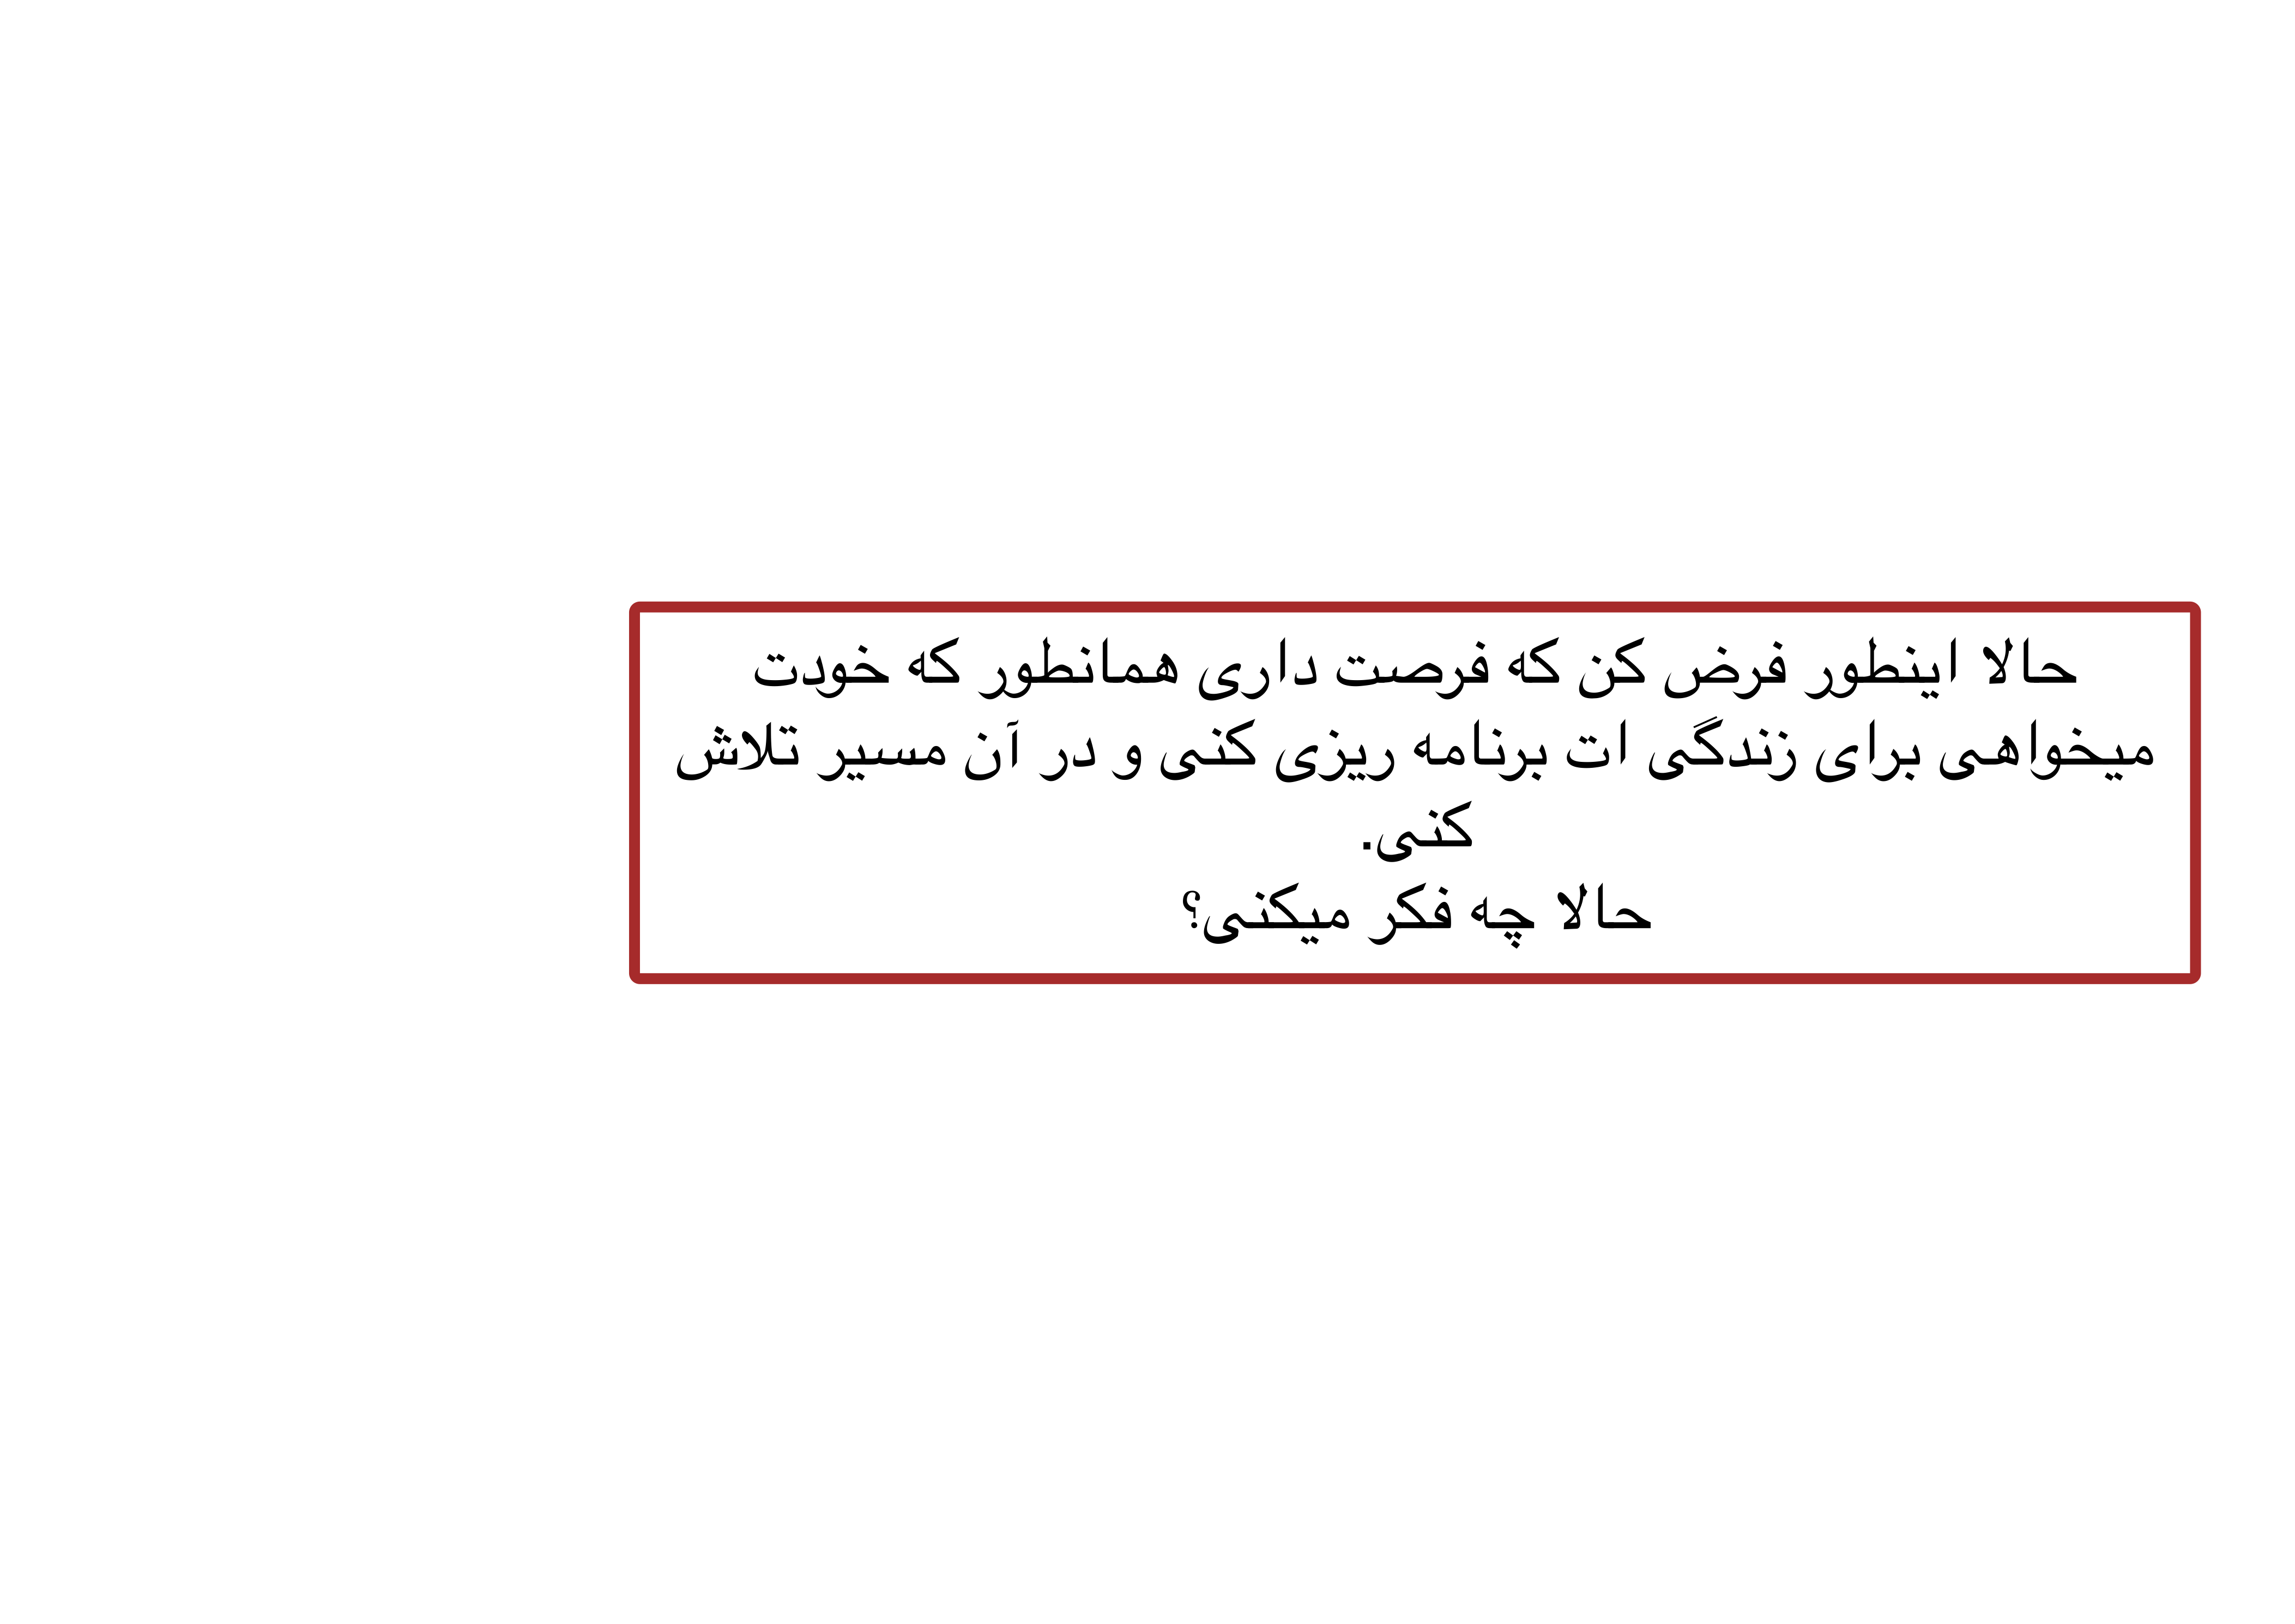 حالا اینطور فرض کن که فرصت داری همانطور که خودت
میخواهی برای زندگی ات برنامه ریزی کنی و در آن مسیر تلاش
کنی.
حالا چه فکر میکنی؟